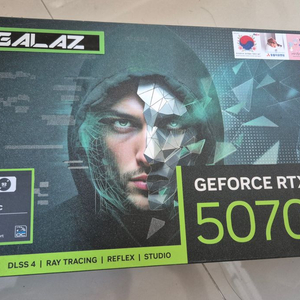 GALAZ
GEFORCE RTX
5070
DLSS 4 | RAY TRACING | REFLEX | STUDIO